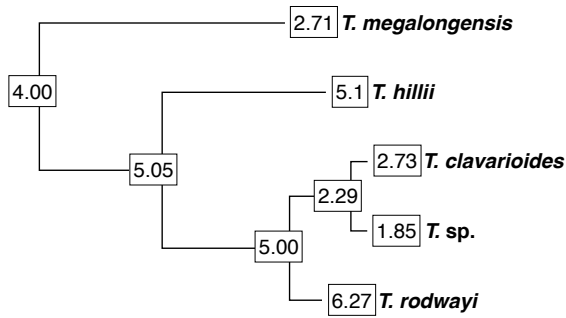 2.71 T. megalongensis
4.00
5.1 T. hillii
5.05
2.73 T. clavarioides
2.29
1.85 T. sp.
5.00
6.27 T. rodwayi